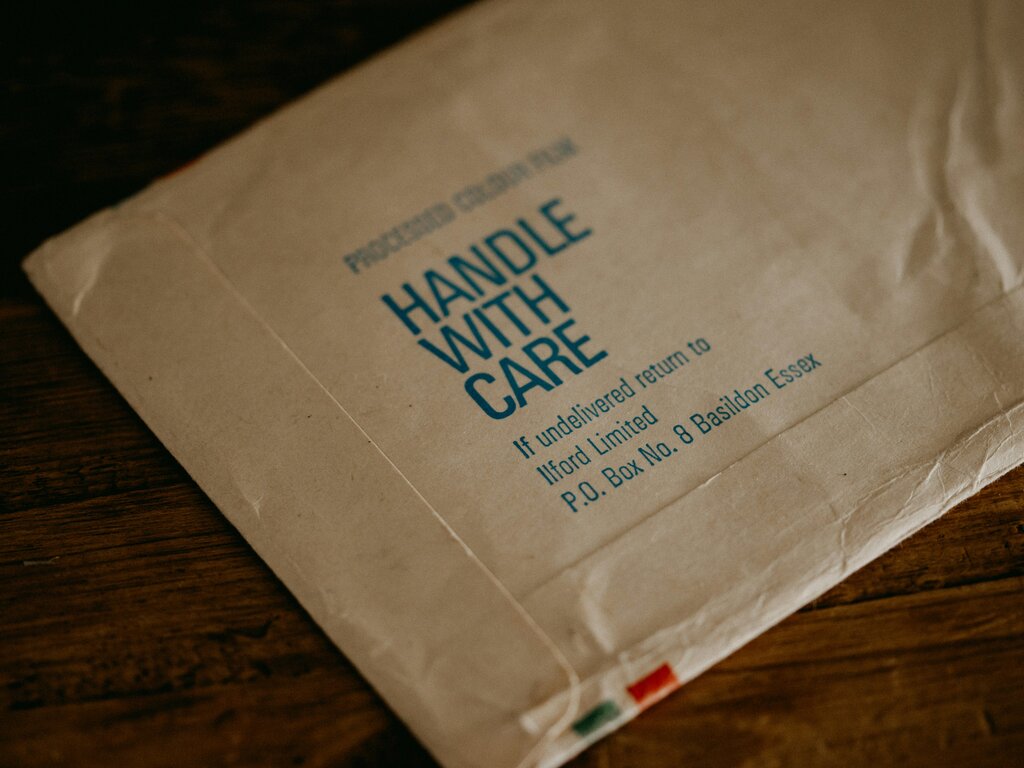 PROCESSED COLOUR FILM
HANDLE
WITH
CARE
If undelivered return to
Ilford Limited
P.O. Box No. 8 Basildon Essex